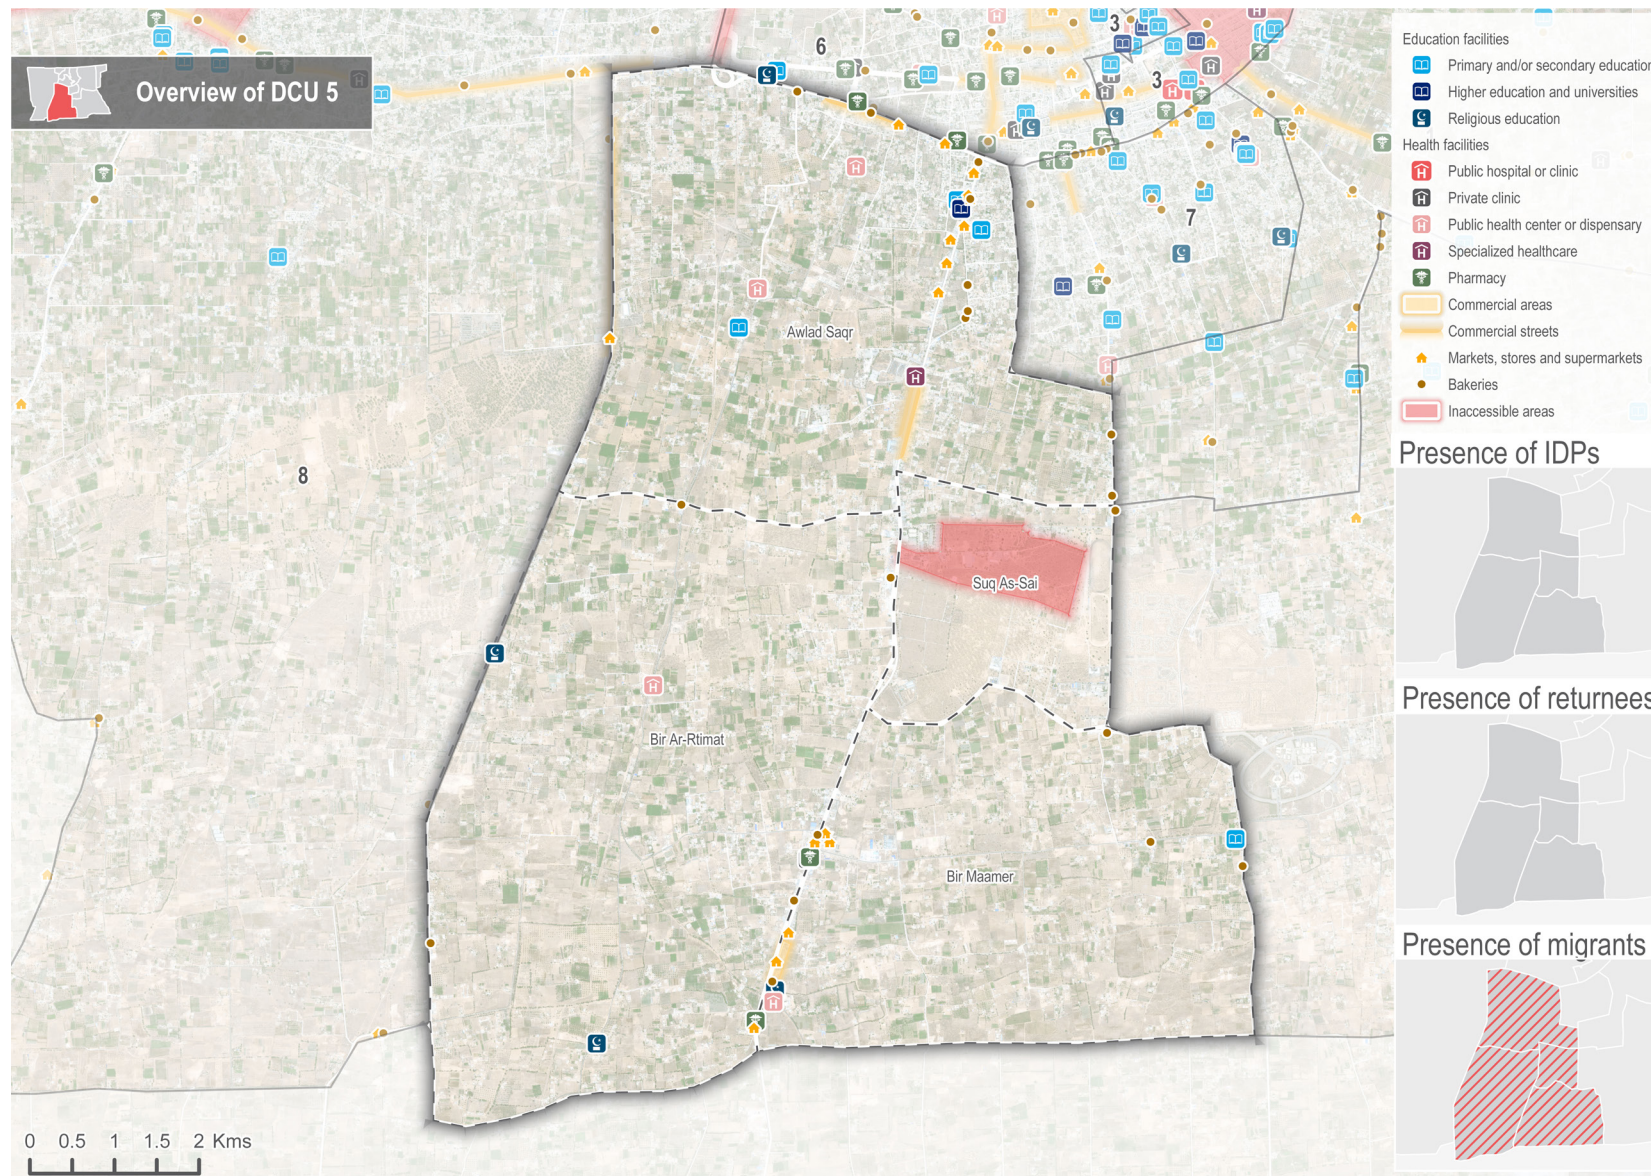 Overview of DCU 5
6
3
3
7
8
Awlad Saqr
Suq As-Sai
Bir Ar-Rtimat
Bir Maamer
0 0.5 1 1.5 2 Kms
Education facilities
Primary and/or secondary education
Higher education and universities
Religious education
Health facilities
Public hospital or clinic
Private clinic
Public health center or dispensary
Specialized healthcare
Pharmacy
Commercial areas
Commercial streets
Markets, stores and supermarkets
Bakeries
Inaccessible areas
Presence of IDPs
Presence of returnees
Presence of migrants